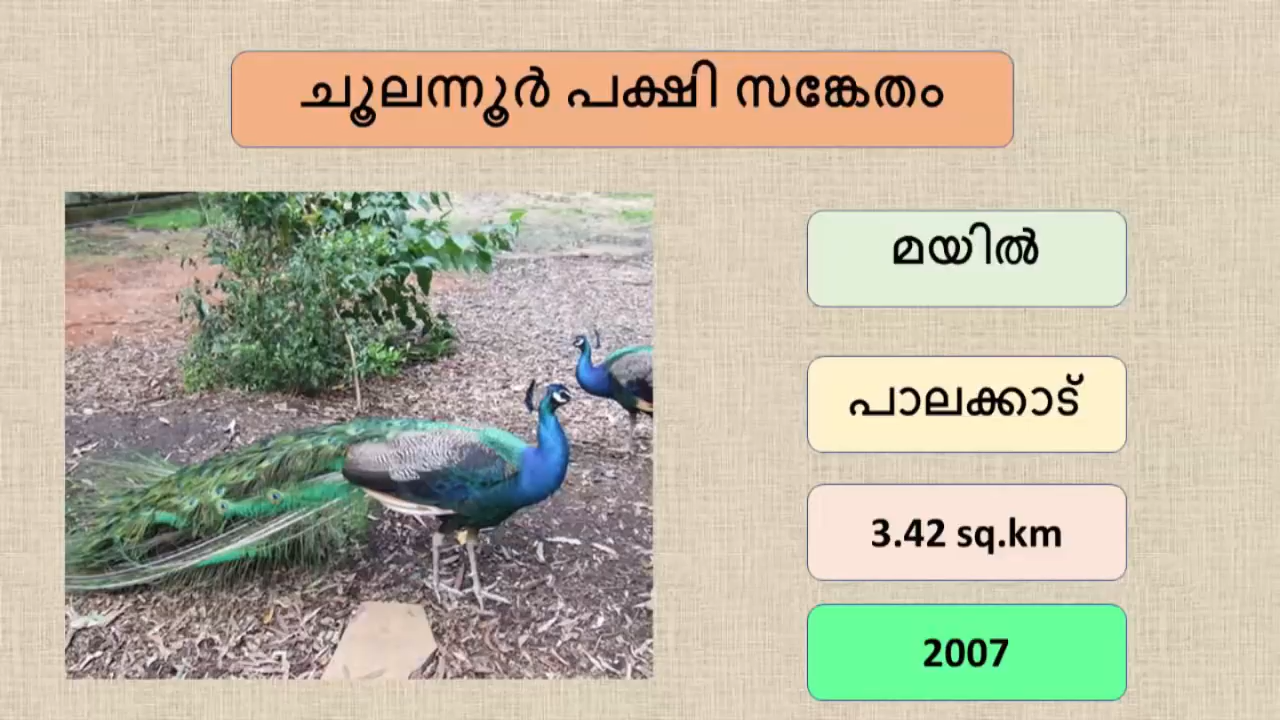 ചൂലന്നൂർ പക്ഷി സങ്കേതം
മയിൽ
പാലക്കാട്
3.42 sq.km
2007